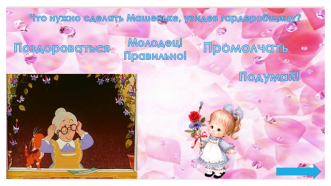 Что нужно сделать Машеньке, увидев гардеробщицу?
Поздороваться
Молодец!
Правильно!
Промолчать
Подумай!